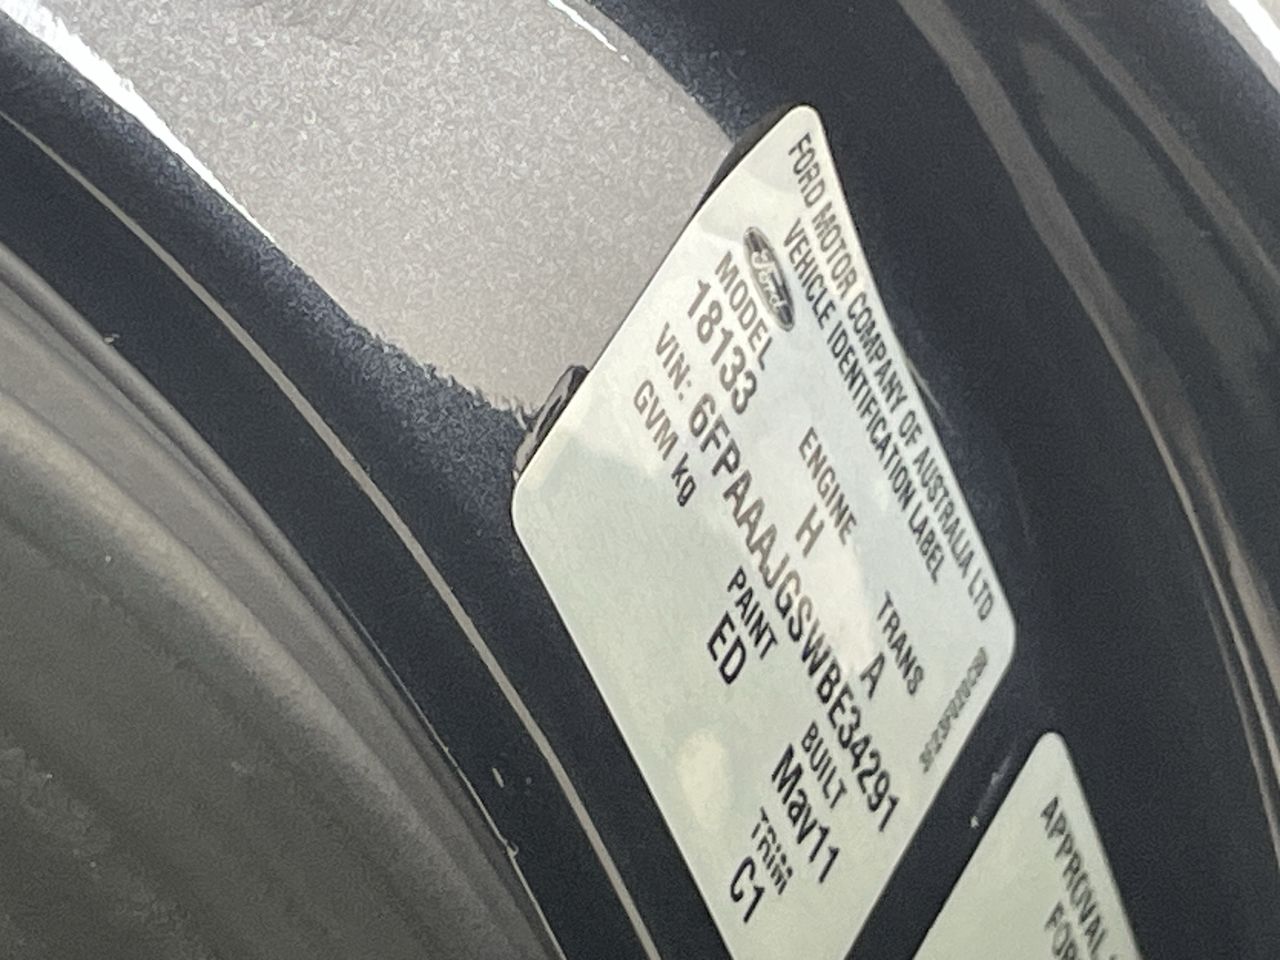 FORD MOTOR COMPANY OF AUSTRALIA LTD
VEHICLE IDENTIFICATION LABEL
Ford
MODEL ENGINE TRANS
18133 H A
VIN: 6FPAAAJGSWBE34291
GVM kg PAINT BUILT TRIM
ED May11 C1
APPROVAL
FOR